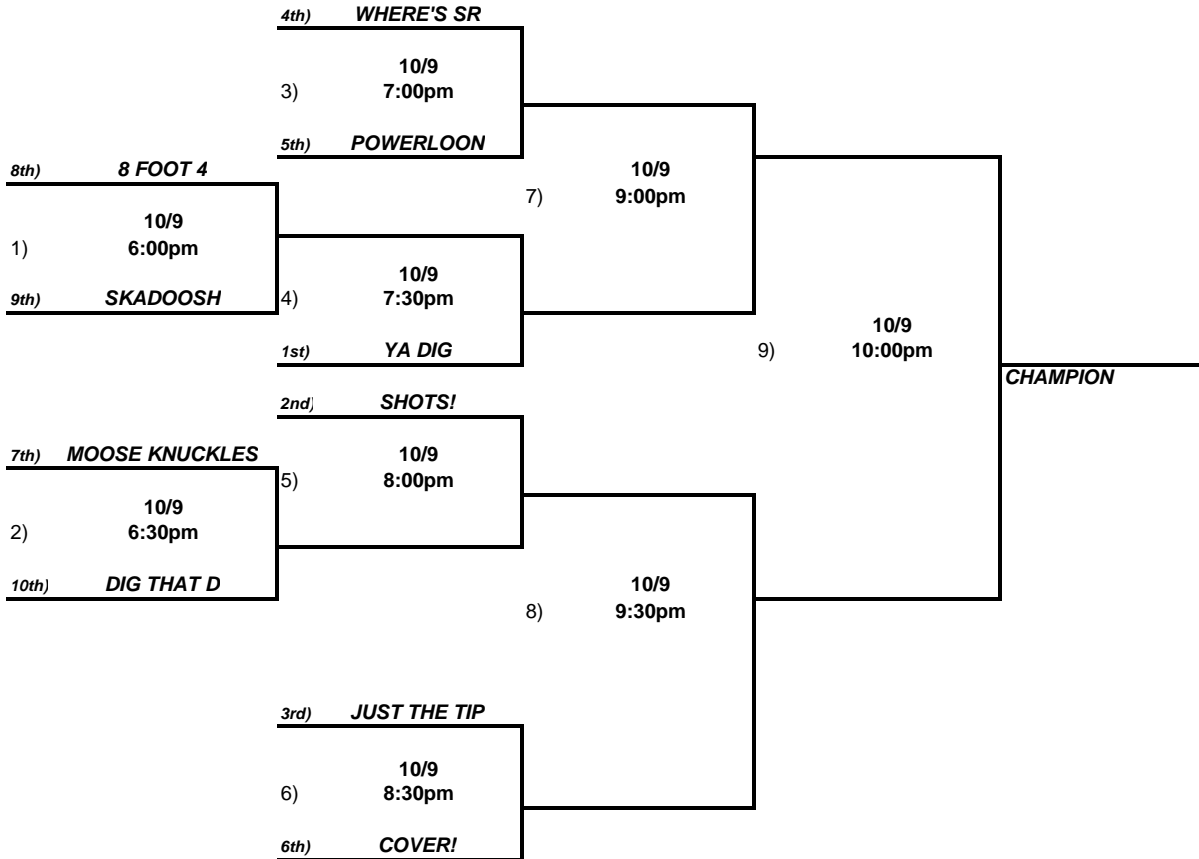 4th) WHERE'S SR
10/9
3) 7:00pm
5th) POWERLOON
8th) 8 FOOT 4
10/9
7) 9:00pm
10/9
1) 6:00pm
10/9
4) 7:30pm
9th) SKADOOSH
10/9
9) 10:00pm
1st) YA DIG
CHAMPION
2nd) SHOTS!
7th) MOOSE KNUCKLES
10/9
5) 8:00pm
10/9
2) 6:30pm
10th) DIG THAT D
10/9
8) 9:30pm
3rd) JUST THE TIP
10/9
6) 8:30pm
6th) COVER!